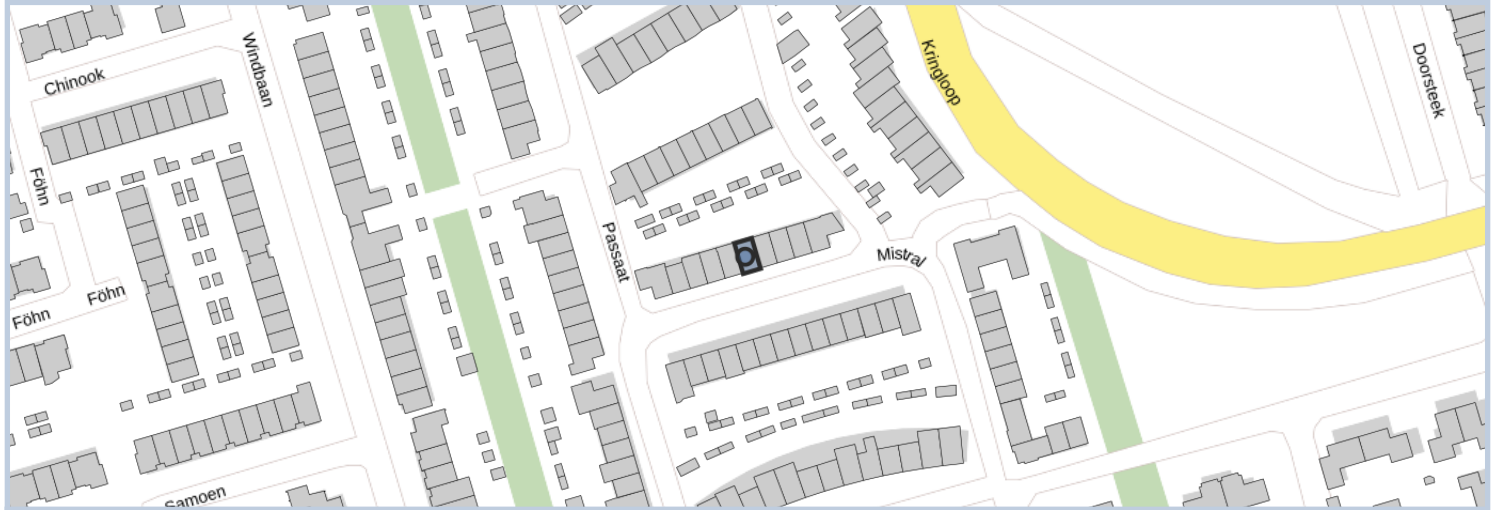 Chinook
Windbaan
Kringloop
Doorsteek
Föhn
Passaat
Mistral
Föhn
Föhn
Samoen